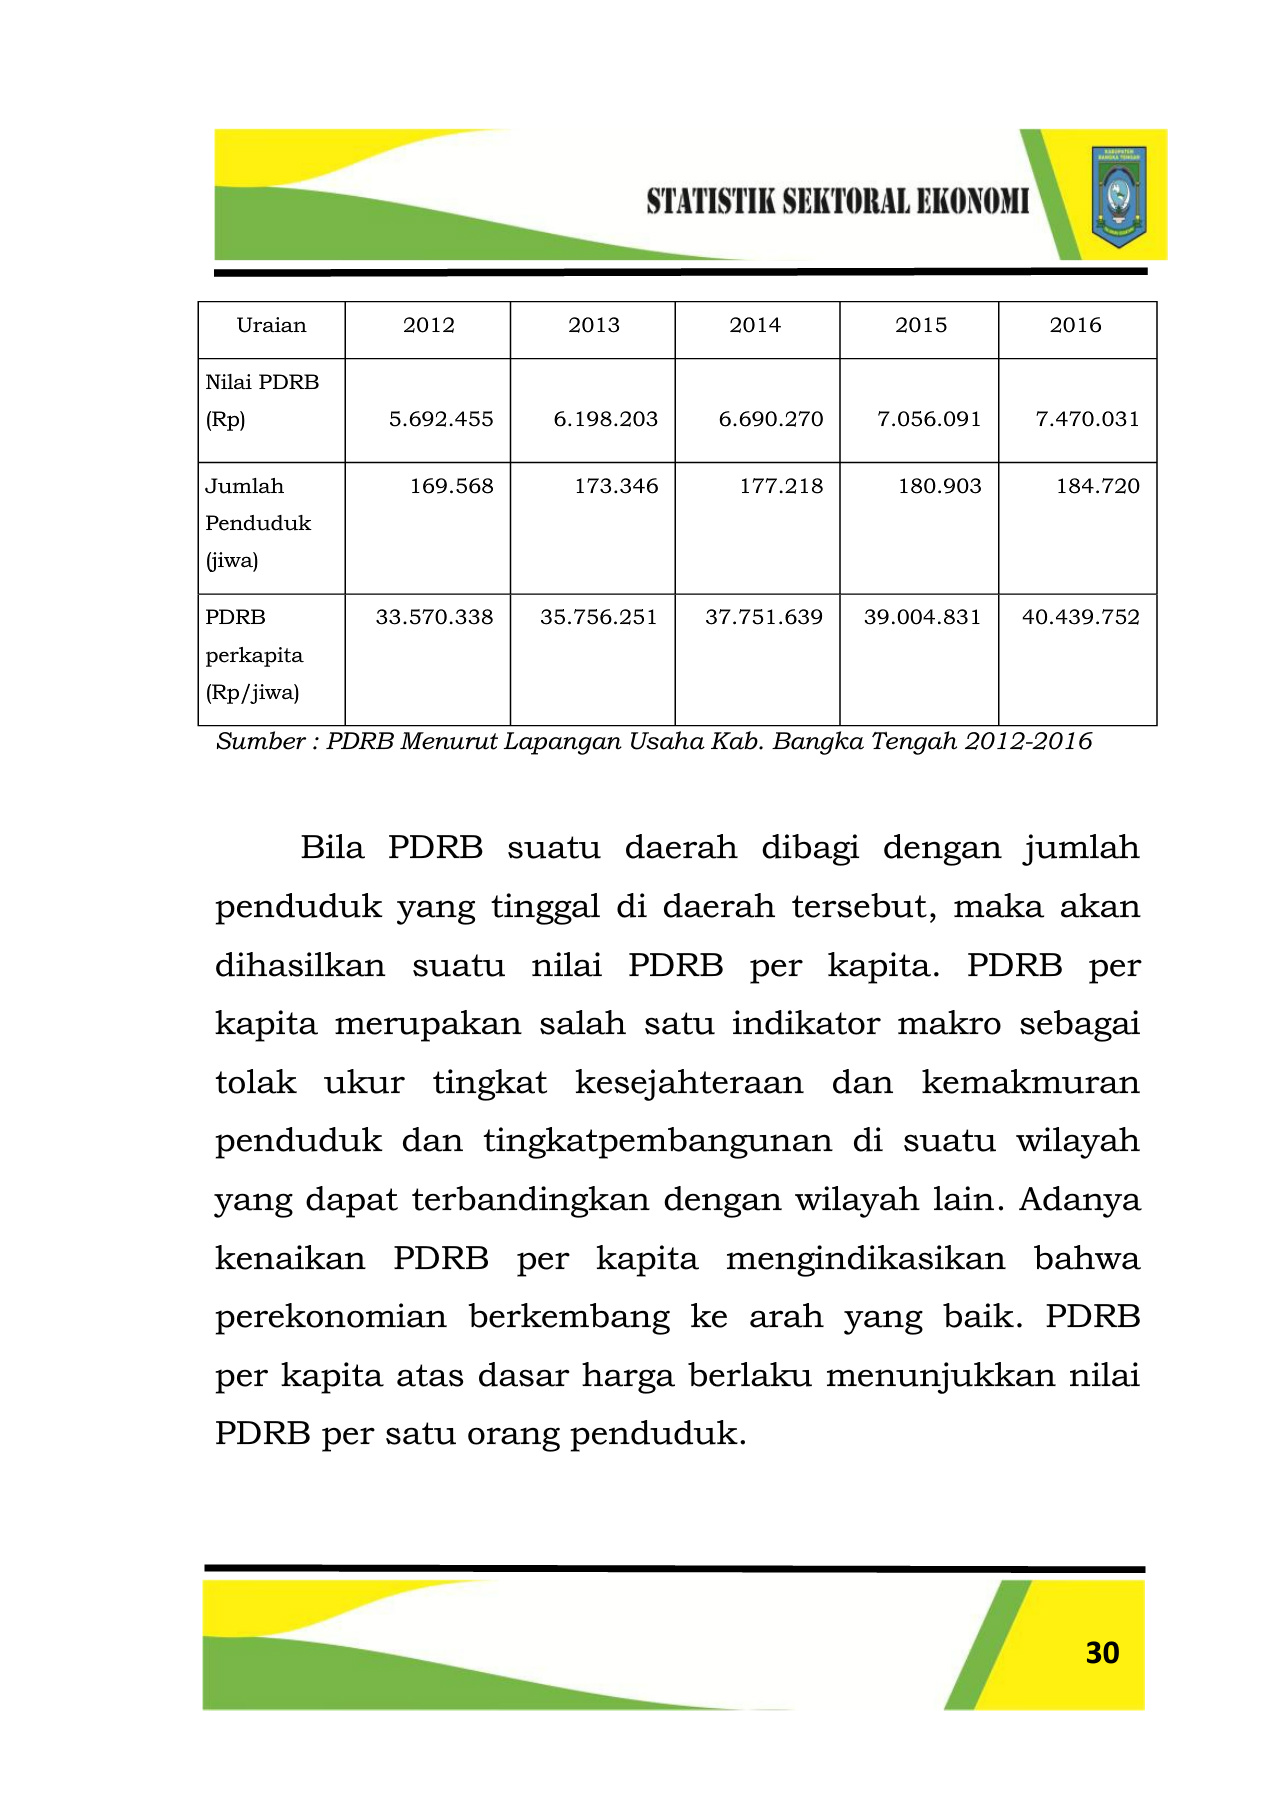 KABUPATEN
BANGKA TENGAH
STATISTIK SEKTORAL EKONOMI
Uraian 2012 2013 2014 2015 2016
Nilai PDRB
(Rp) 5.692.455 6.198.203 6.690.270 7.056.091 7.470.031
Jumlah 169.568 173.346 177.218 180.903 184.720
Penduduk
(jiwa)
PDRB 33.570.338 35.756.251 37.751.639 39.004.831 40.439.752
perkapita
(Rp/jiwa)
Sumber : PDRB Menurut Lapangan Usaha Kab. Bangka Tengah 2012-2016
Bila PDRB suatu daerah dibagi dengan jumlah
penduduk yang tinggal di daerah tersebut, maka akan
dihasilkan suatu nilai PDRB per kapita. PDRB per
kapita merupakan salah satu indikator makro sebagai
tolak ukur tingkat kesejahteraan dan kemakmuran
penduduk dan tingkatpembangunan di suatu wilayah
yang dapat terbandingkan dengan wilayah lain. Adanya
kenaikan PDRB per kapita mengindikasikan bahwa
perekonomian berkembang ke arah yang baik. PDRB
per kapita atas dasar harga berlaku menunjukkan nilai
PDRB per satu orang penduduk.
30